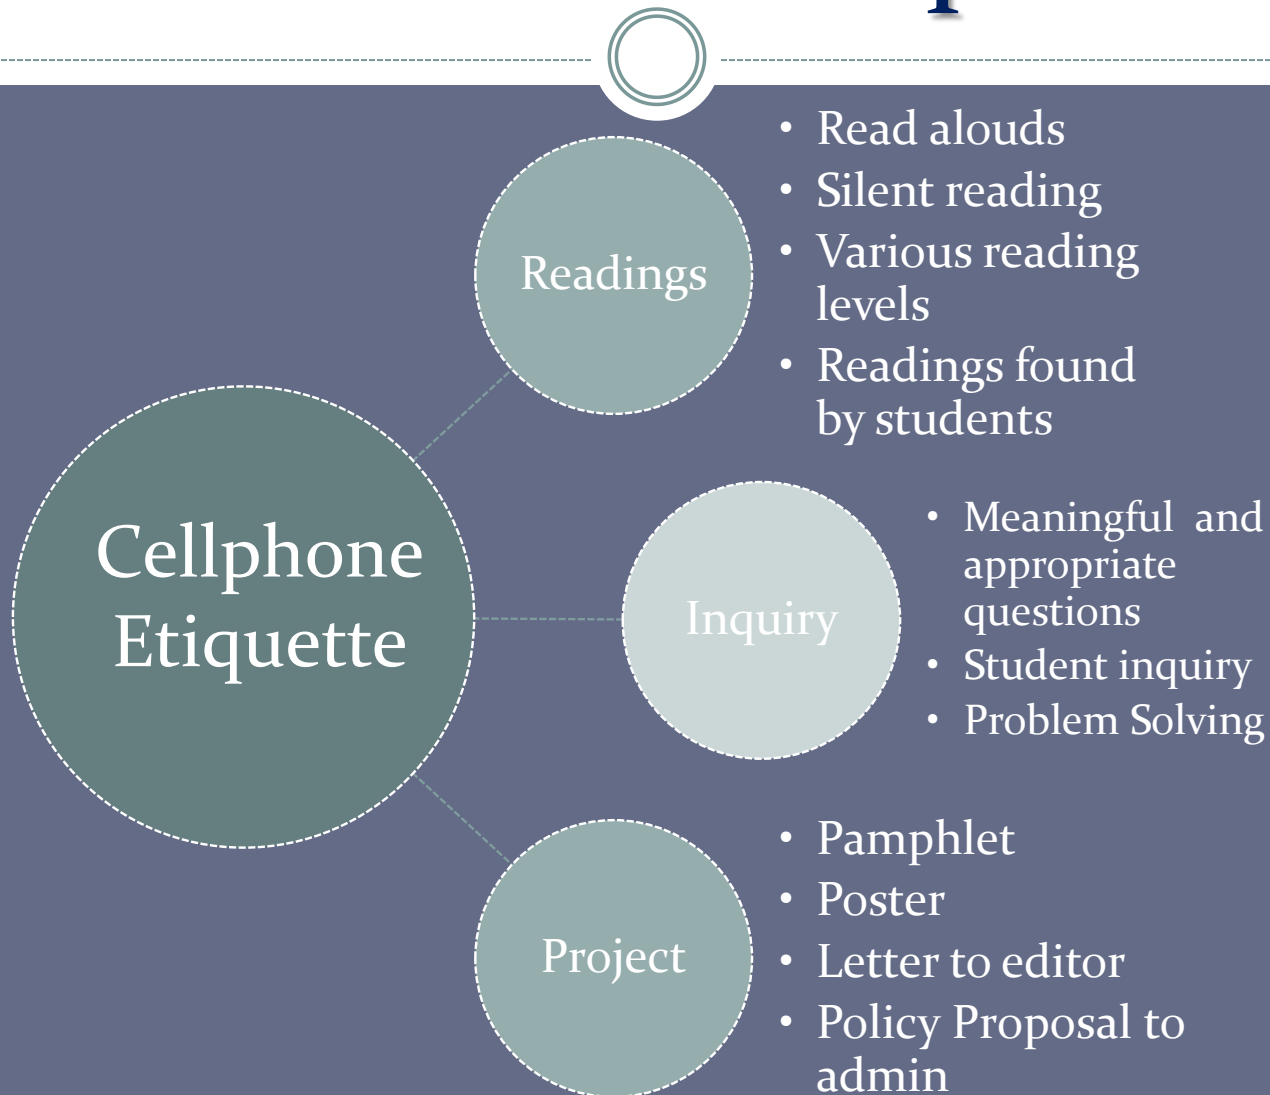 Cellphone
Etiquette
Readings
• Read alouds
• Silent reading
• Various reading
levels
• Readings found
by students
Inquiry
• Meaningful and
appropriate
questions
• Student inquiry
• Problem Solving
Project
• Pamphlet
• Poster
• Letter to editor
• Policy Proposal to
admin